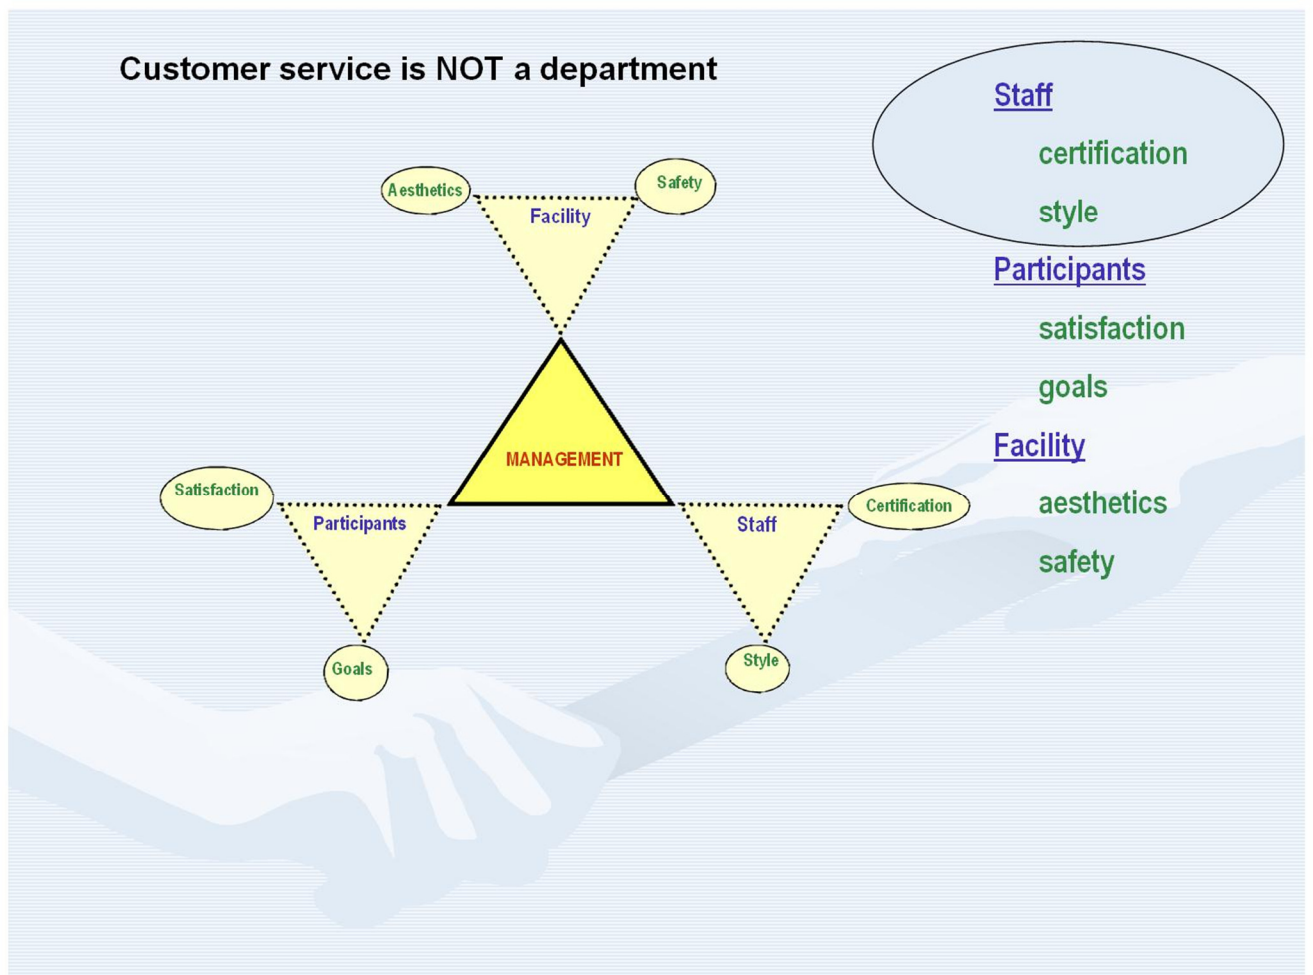 Customer service is NOT a department
Staff
certification
style
Participants
satisfaction
goals
Facility
aesthetics
safety
Aesthetics
Safety
Facility
MANAGEMENT
Satisfaction
Participants
Goals
Staff
Certification
Style